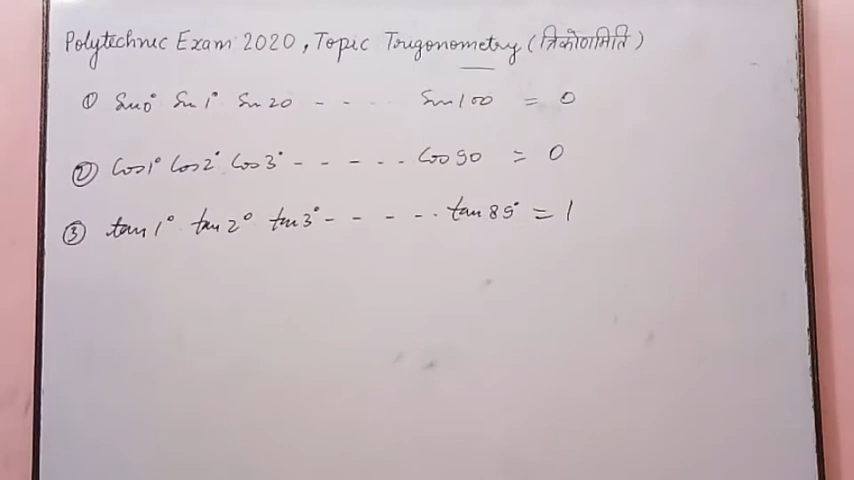 Polytechnic Exam 2020, Topic Trigonometry (त्रिकोणमिति)
① Sin0° Sin1° Sin20 - - - - Sin100 = 0
② Cos1° Cos2° Cos3° - - - - - - Cos90 = 0
③ tan1° tan2° tan3° - - - - - - tan89° = 1